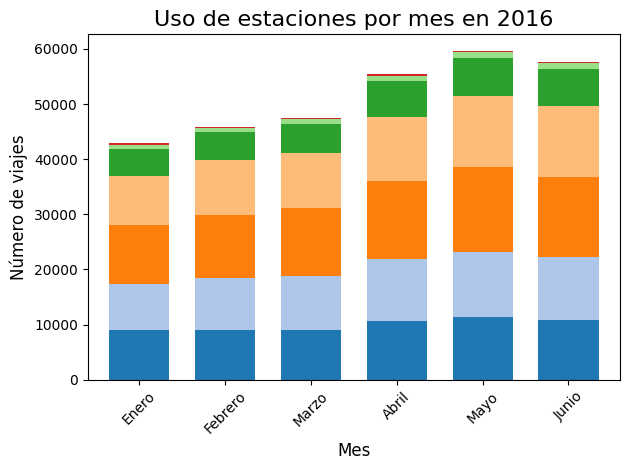 Uso de estaciones por mes en 2016
Número de viajes
60000
50000
40000
30000
20000
10000
0
Enero
Febrero
Marzo
Abril
Mayo
Junio
Mes